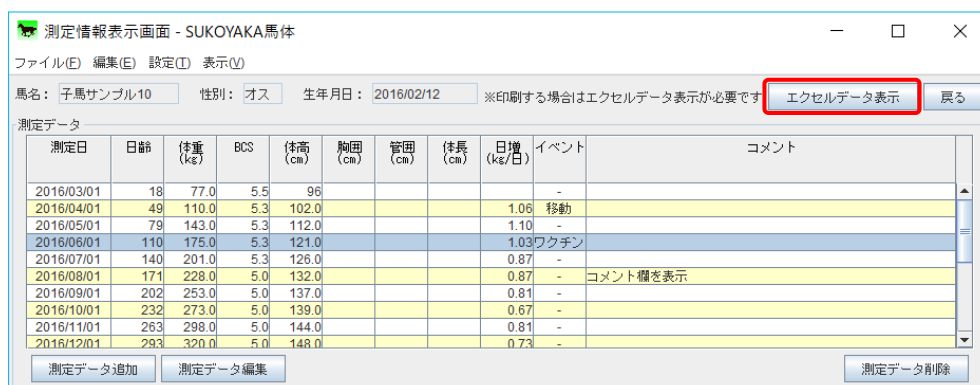 測定情報表示画面 - SUKOYAKA馬体
ファイル(F) 編集(E) 設定(T) 表示(V)
馬名： 子馬サンプル10 性別： オス 生年月日： 2016/02/12 ※印刷する場合はエクセルデータ表示が必要です エクセルデータ表示 戻る
測定データ
測定日 日齢 体重(kg) BCS 体高(cm) 胸囲(cm) 管囲(cm) 体長(cm) 日増(kg/日) イベント コメント
2016/03/01 18 77.0 5.5 96 -
2016/04/01 49 110.0 5.3 102.0 1.06 移動
2016/05/01 79 143.0 5.3 112.0 1.10 -
2016/06/01 110 175.0 5.3 121.0 1.03 ワクチン
2016/07/01 140 201.0 5.3 126.0 0.87 -
2016/08/01 171 228.0 5.0 132.0 0.87 - コメント欄を表示
2016/09/01 202 253.0 5.0 137.0 0.81 -
2016/10/01 232 273.0 5.0 139.0 0.67 -
2016/11/01 263 298.0 5.0 144.0 0.81 -
2016/12/01 293 320.0 5.0 148.0 0.73 -
測定データ追加 測定データ編集 測定データ削除